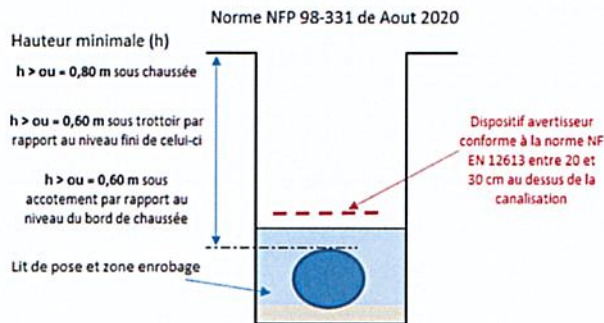 Norme NFP 98-331 de Aout 2020
Hauteur minimale (h)
h > ou = 0,80 m sous chaussée
h > ou = 0,60 m sous trottoir par
rapport au niveau fini de celui-ci
h > ou = 0,60 m sous
accotement par rapport au
niveau du bord de chaussée
Lit de pose et zone enrobage
Dispositif avertisseur
conforme à la norme NF
EN 12613 entre 20 et
30 cm au dessus de la
canalisation